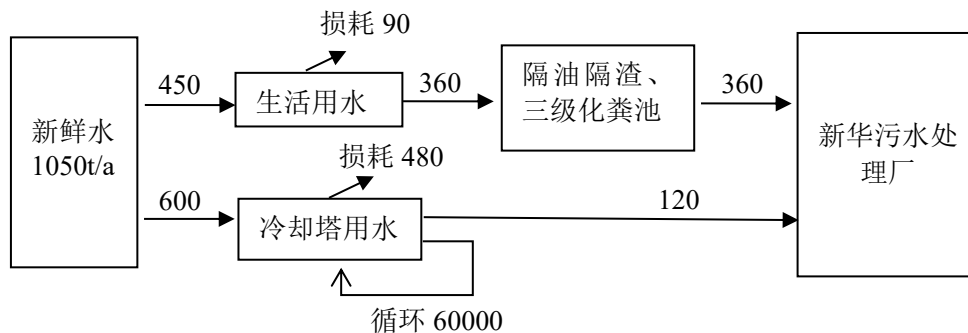 损耗 90
450
生活用水
360
隔油隔渣、
三级化粪池
360
新鲜水
1050t/a
新华污水处
理厂
损耗 480
600
冷却塔用水
120
循环 60000